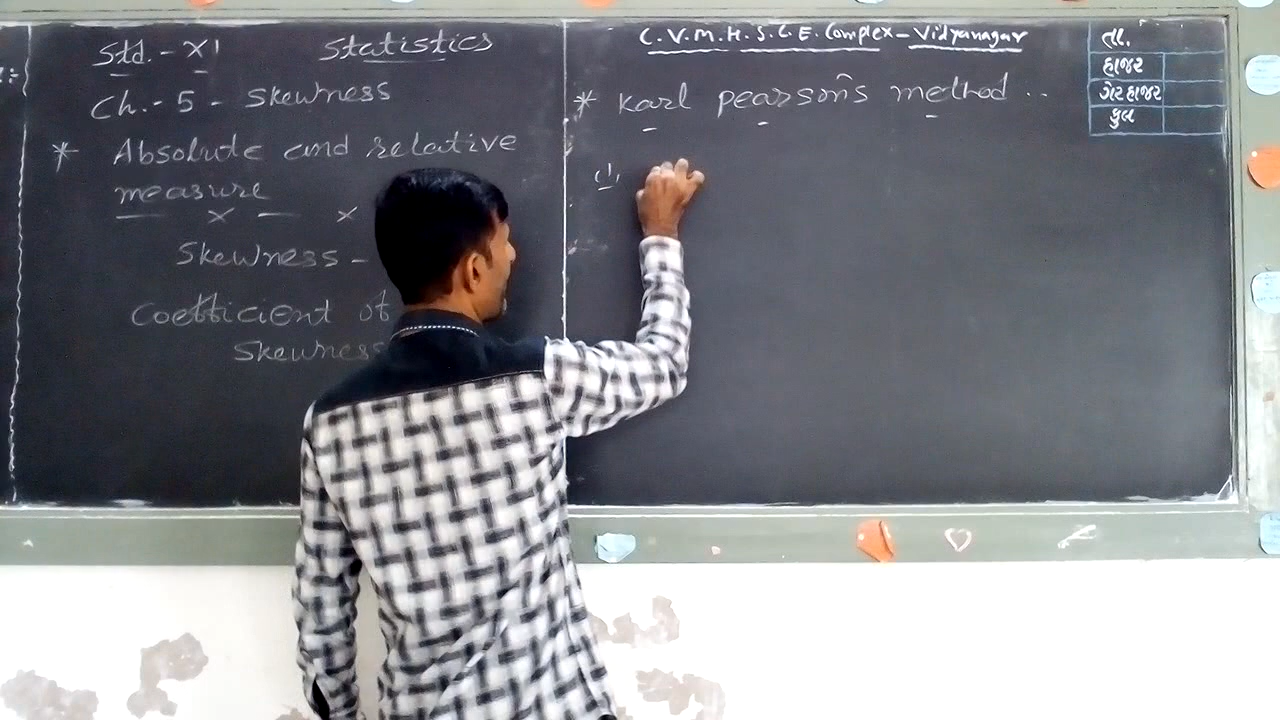 Std. - XI Statistics
Ch. - 5 - Skewness
* Absolute and relative
measure
x — x
Skewness -
Coefficient of
Skewness
C.V.M.H.S.C.E. Complex - Vidyanagar
* Karl pearson's method ..
(1)
તા.
હાજર
ગેરહાજર
કુલ